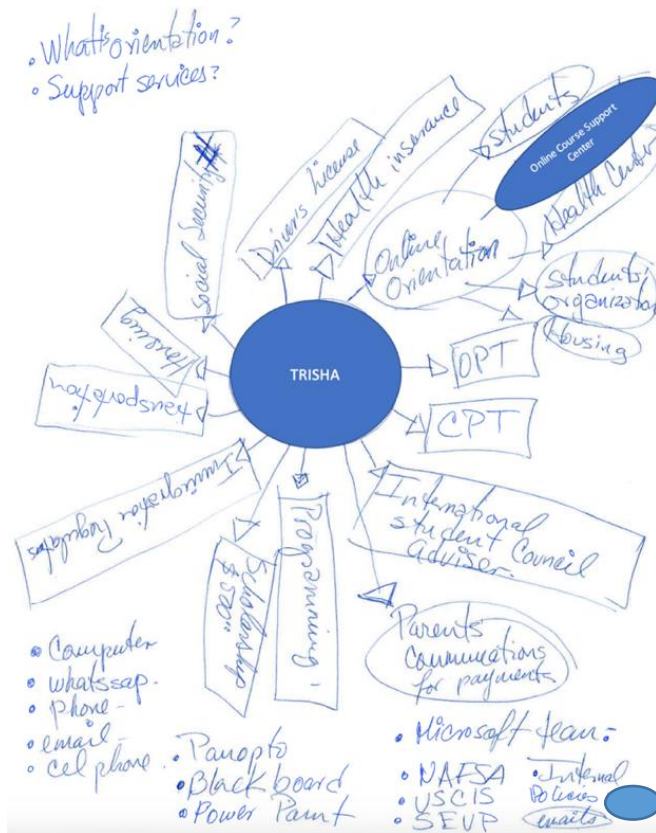 • What is orientation?
• Support services?
Social Security #
Drivers License
Health insurance
Online
Orientation
Students
Online Course Support
Center
Health Center
Students'
organization
Housing
TRISHA
Housing
transportation
Immigration Regulations
OPT
CPT
International
student Council
adviser.
Programming
Scholarship
$500
Parents
Communications
for payments
• Computer
• whatssap.
• phone-
• email-
• cel phone.
• Panopto
• Black board
• Power Point
• Microsoft team:
• NAFSA
• USCIS
• SEVP
• Internal
Policies
emails